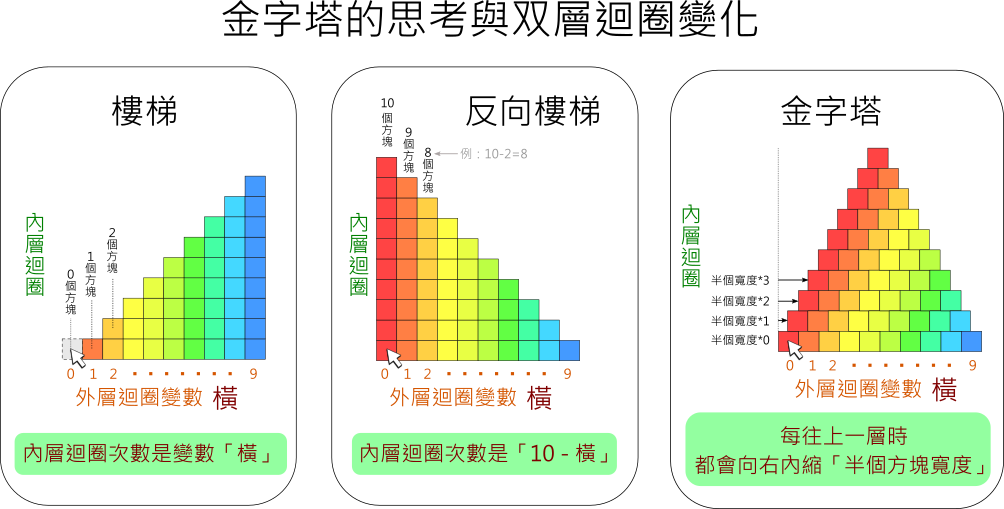 金字塔的思考與双層迴圈變化
樓梯
內層迴圈
0個方塊
1個方塊
2個方塊
0 1 2 9
外層迴圈變數 橫
內層迴圈次數是變數「橫」
反向樓梯
10個方塊
9個方塊
8個方塊
例：10-2=8
內層迴圈
0 1 2 9
外層迴圈變數 橫
內層迴圈次數是「10 - 橫」
金字塔
內層迴圈
半個寬度*3
半個寬度*2
半個寬度*1
半個寬度*0
0 1 2 9
外層迴圈變數 橫
每往上一層時
都會向右內縮「半個方塊寬度」